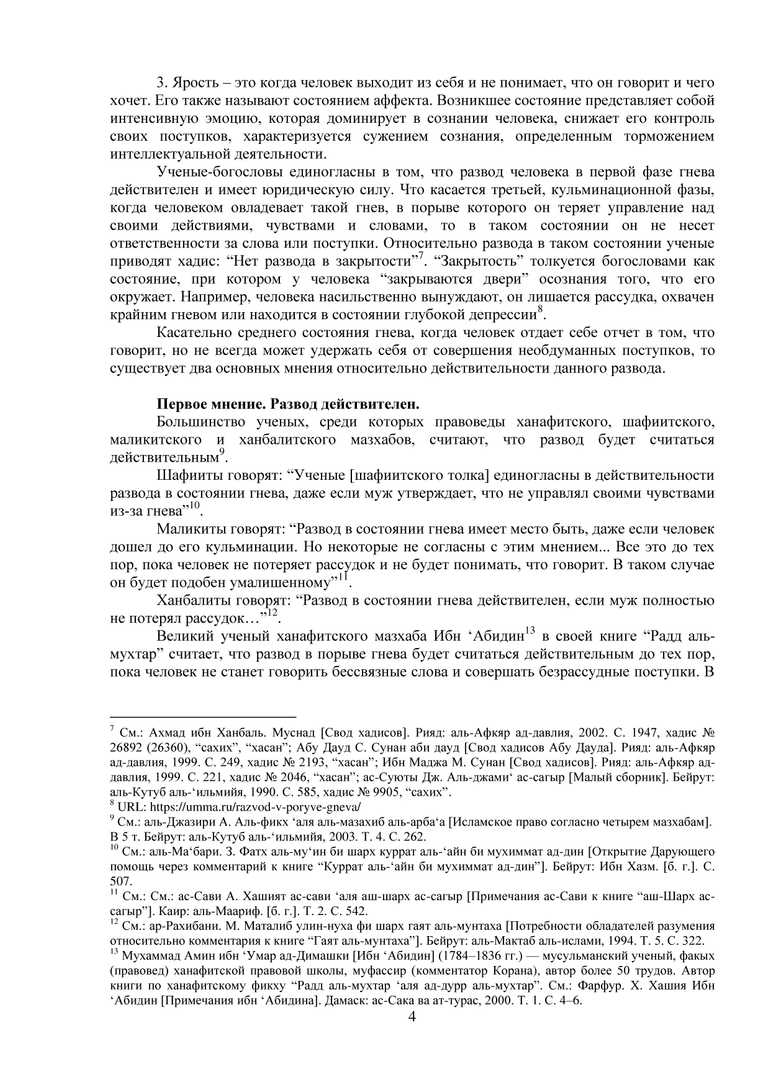 3. Ярость – это когда человек выходит из себя и не понимает, что он говорит и чего
хочет. Его также называют состоянием аффекта. Возникшее состояние представляет собой
интенсивную эмоцию, которая доминирует в сознании человека, снижает его контроль
своих поступков, характеризуется сужением сознания, определенным торможением
интеллектуальной деятельности.
Ученые-богословы единогласны в том, что развод человека в первой фазе гнева
действителен и имеет юридическую силу. Что касается третьей, кульминационной фазы,
когда человеком овладевает такой гнев, в порыве которого он теряет управление над
своими действиями, чувствами и словами, то в таком состоянии он не несет
ответственности за слова или поступки. Относительно развода в таком состоянии ученые
приводят хадис: “Нет развода в закрытости”7. “Закрытость” толкуется богословами как
состояние, при котором у человека “закрываются двери” осознания того, что его
окружает. Например, человека насильственно вынуждают, он лишается рассудка, охвачен
крайним гневом или находится в состоянии глубокой депрессии8.
Касательно среднего состояния гнева, когда человек отдает себе отчет в том, что
говорит, но не всегда может удержать себя от совершения необдуманных поступков, то
существует два основных мнения относительно действительности данного развода.
Первое мнение. Развод действителен.
Большинство ученых, среди которых правоведы ханафитского, шафиитского,
маликитского и ханбалитского мазхабов, считают, что развод будет считаться
действительным9.
Шафииты говорят: “Ученые [шафиитского толка] единогласны в действительности
развода в состоянии гнева, даже если муж утверждает, что не управлял своими чувствами
из-за гнева”10.
Маликиты говорят: “Развод в состоянии гнева имеет место быть, даже если человек
дошел до его кульминации. Но некоторые не согласны с этим мнением... Все это до тех
пор, пока человек не потеряет рассудок и не будет понимать, что говорит. В таком случае
он будет подобен умалишенному”11.
Ханбалиты говорят: “Развод в состоянии гнева действителен, если муж полностью
не потерял рассудок…”12.
Великий ученый ханафитского мазхаба Ибн ‘Абидин13 в своей книге “Радд аль-
мухтар” считает, что развод в порыве гнева будет считаться действительным до тех пор,
пока человек не станет говорить бессвязные слова и совершать безрассудные поступки. В
7 См.: Ахмад ибн Ханбаль. Муснад [Свод хадисов]. Рияд: аль-Афкяр ад-давлия, 2002. С. 1947, хадис №
26892 (26360), “сахих”, “хасан”; Абу Дауд С. Сунан аби дауд [Свод хадисов Абу Дауда]. Рияд: аль-Афкяр
ад-давлия, 1999. С. 249, хадис № 2193, “хасан”; Ибн Маджа М. Сунан [Свод хадисов]. Рияд: аль-Афкяр ад-
давлия, 1999. С. 221, хадис № 2046, “хасан”; ас-Суюты Дж. Аль-джами‘ ас-сагыр [Малый сборник]. Бейрут:
аль-Кутуб аль-‘ильмийя, 1990. С. 585, хадис № 9905, “сахих”.
8 URL: https://umma.ru/razvod-v-poryve-gneva/
9 См.: аль-Джазири А. Аль-фикх ‘аля аль-мазахиб аль-арба‘а [Исламское право согласно четырем мазхабам].
В 5 т. Бейрут: аль-Кутуб аль-‘ильмийя, 2003. Т. 4. С. 262.
10 См.: аль-Ма‘бари. З. Фатх аль-му‘ин би шарх куррат аль-‘айн би мухиммат ад-дин [Открытие Дарующего
помощь через комментарий к книге “Куррат аль-‘айн би мухиммат ад-дин”]. Бейрут: Ибн Хазм. [б. г.]. С.
507.
11 См.: См.: ас-Сави А. Хашият ас-сави ‘аля аш-шарх ас-сагыр [Примечания ас-Сави к книге “аш-Шарх ас-
сагыр”]. Каир: аль-Маариф. [б. г.]. Т. 2. С. 542.
12 См.: ар-Рахибани. М. Маталиб улин-нуха фи шарх гаят аль-мунтаха [Потребности обладателей разумения
относительно комментария к книге “Гаят аль-мунтаха”]. Бейрут: аль-Мактаб аль-ислами, 1994. Т. 5. С. 322.
13 Мухаммад Амин ибн ‘Умар ад-Димашки [Ибн ‘Абидин] (1784–1836 гг.) — мусульманский ученый, факых
(правовед) ханафитской правовой школы, муфассир (комментатор Корана), автор более 50 трудов. Автор
книги по ханафитскому фикху “Радд аль-мухтар ‘аля ад-дурр аль-мухтар”. См.: Фарфур. Х. Хашия Ибн
‘Абидин [Примечания ибн ‘Абидина]. Дамаск: ас-Сака ва ат-турас, 2000. Т. 1. С. 4–6.
4